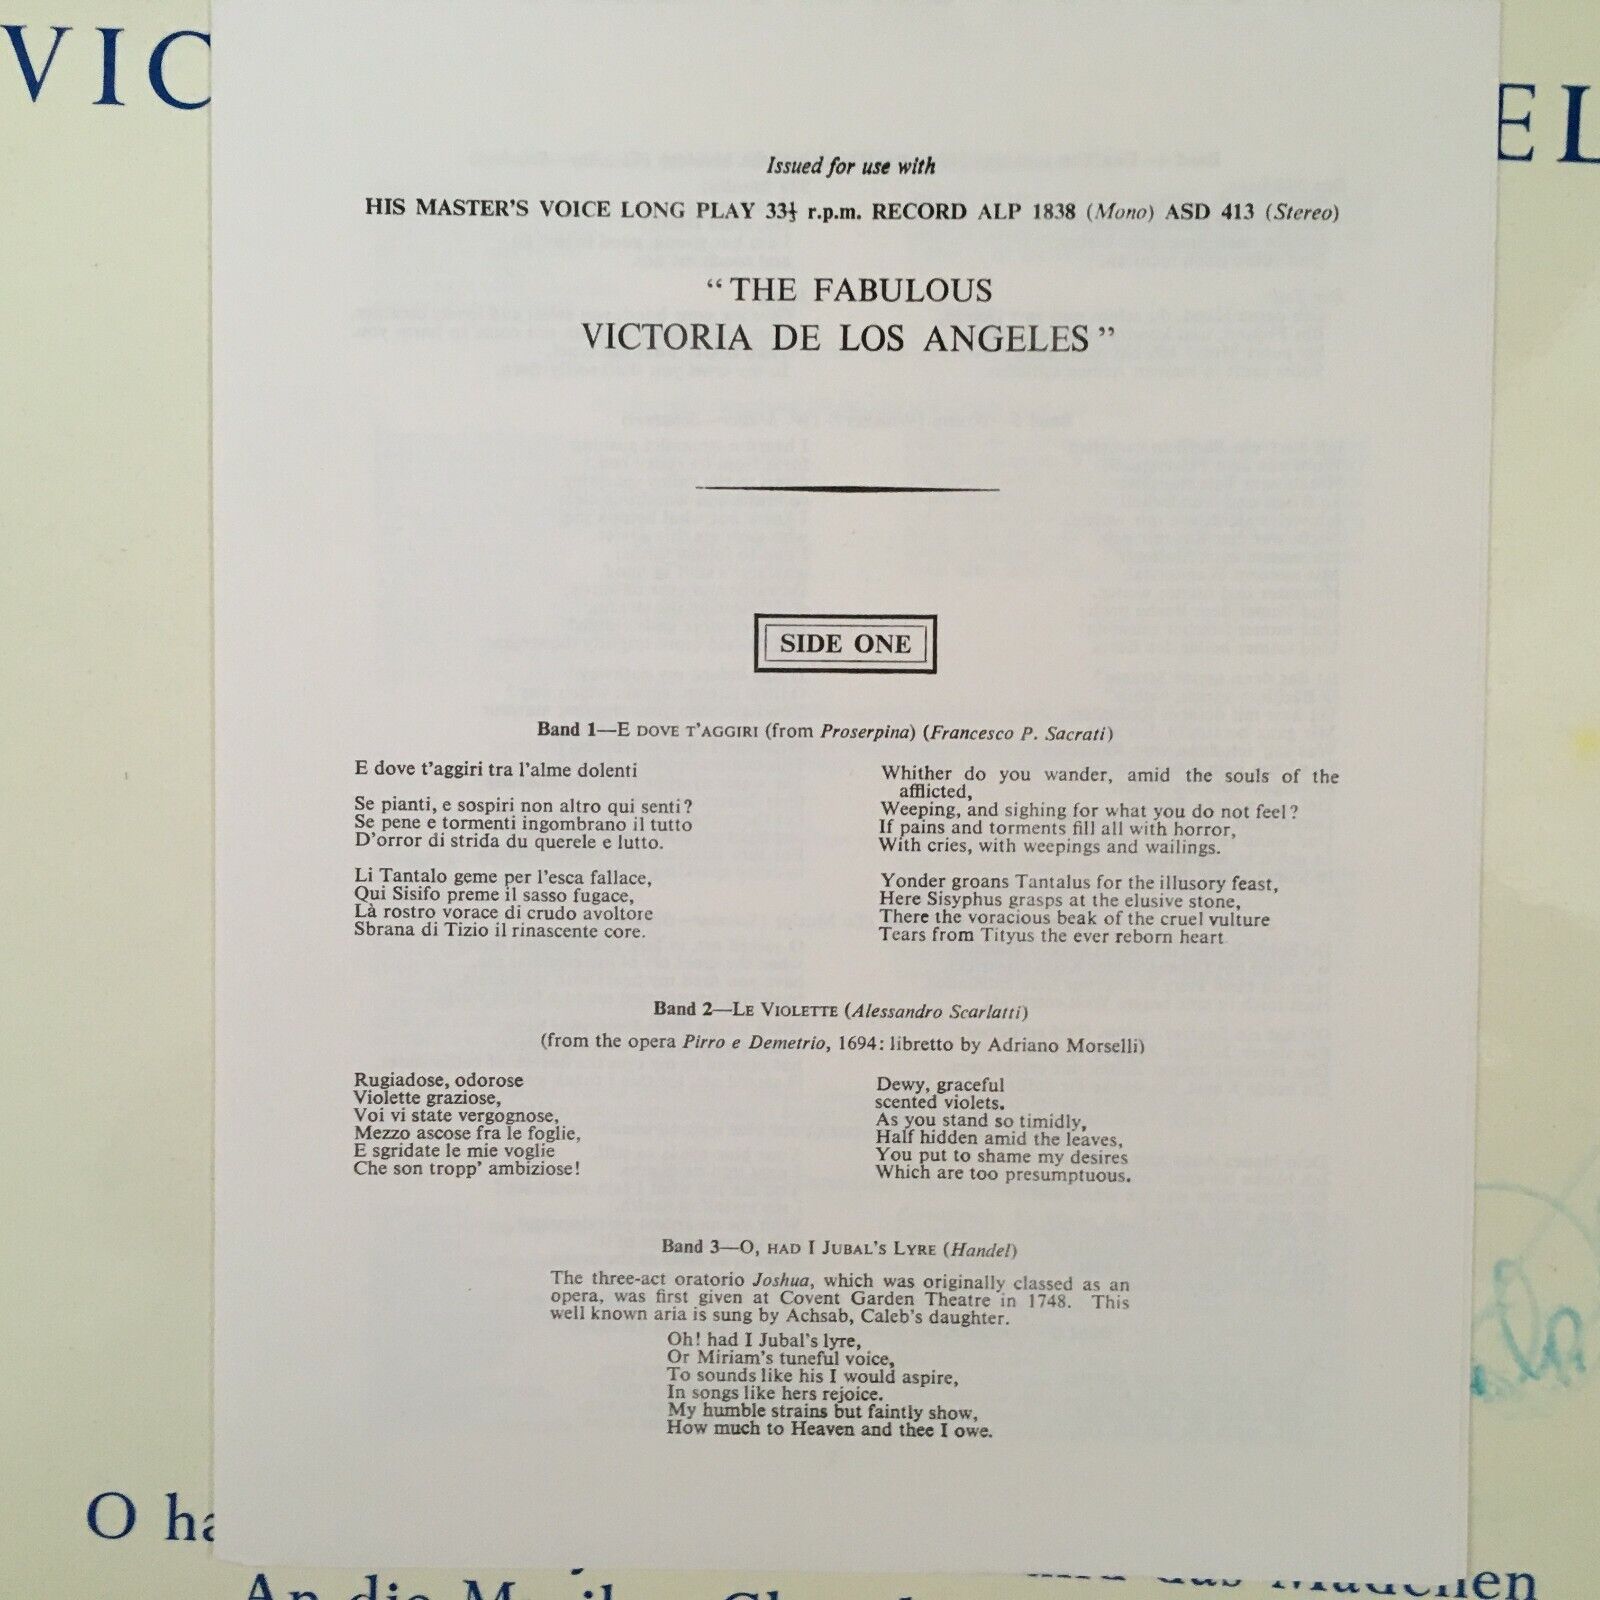 VIC
EL
Issued for use with
HIS MASTER'S VOICE LONG PLAY 33⅓ r.p.m. RECORD ALP 1838 (Mono) ASD 413 (Stereo)
“THE FABULOUS
VICTORIA DE LOS ANGELES”
SIDE ONE
Band 1—E DOVE T'AGGIRI (from Proserpina) (Francesco P. Sacrati)
E dove t'aggiri tra l'alme dolenti
Se pianti, e sospiri non altro qui senti?
Se pene e tormenti ingombrano il tutto
D'orror di strida du querele e lutto.
Li Tantalo geme per l'esca fallace,
Qui Sisifo preme il sasso fugace,
Là rostro vorace di crudo avoltore
Sbrana di Tizio il rinascente core.
Whither do you wander, amid the souls of the
afflicted,
Weeping, and sighing for what you do not feel?
If pains and torments fill all with horror,
With cries, with weepings and wailings.
Yonder groans Tantalus for the illusory feast,
Here Sisyphus grasps at the elusive stone,
There the voracious beak of the cruel vulture
Tears from Tityus the ever reborn heart
Band 2—LE VIOLETTE (Alessandro Scarlatti)
(from the opera Pirro e Demetrio, 1694: libretto by Adriano Morselli)
Rugiadose, odorose
Violette graziose,
Voi vi state vergognose,
Mezzo ascose fra le foglie,
E sgridate le mie voglie
Che son tropp' ambiziose!
Dewy, graceful
scented violets.
As you stand so timidly,
Half hidden amid the leaves,
You put to shame my desires
Which are too presumptuous.
Band 3—O, HAD I JUBAL'S LYRE (Handel)
The three-act oratorio Joshua, which was originally classed as an
opera, was first given at Covent Garden Theatre in 1748. This
well known aria is sung by Achsab, Caleb's daughter.
Oh! had I Jubal's lyre,
Or Miriam's tuneful voice,
To sounds like his I would aspire,
In songs like hers rejoice.
My humble strains but faintly show,
How much to Heaven and thee I owe.
O ha
An die